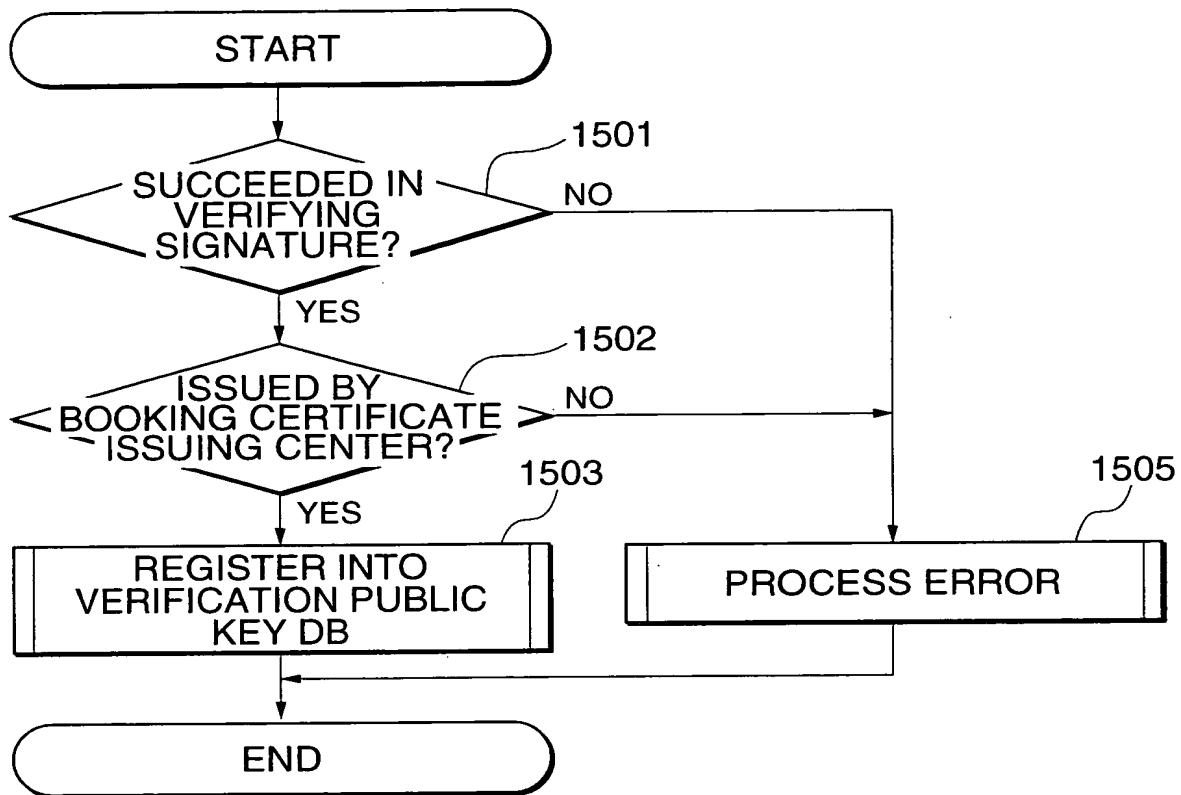 START
1501
SUCCEEDED IN
VERIFYING
SIGNATURE?
NO
YES
1502
ISSUED BY
BOOKING CERTIFICATE
ISSUING CENTER?
NO
YES
1503
REGISTER INTO
VERIFICATION PUBLIC
KEY DB
1505
PROCESS ERROR
END